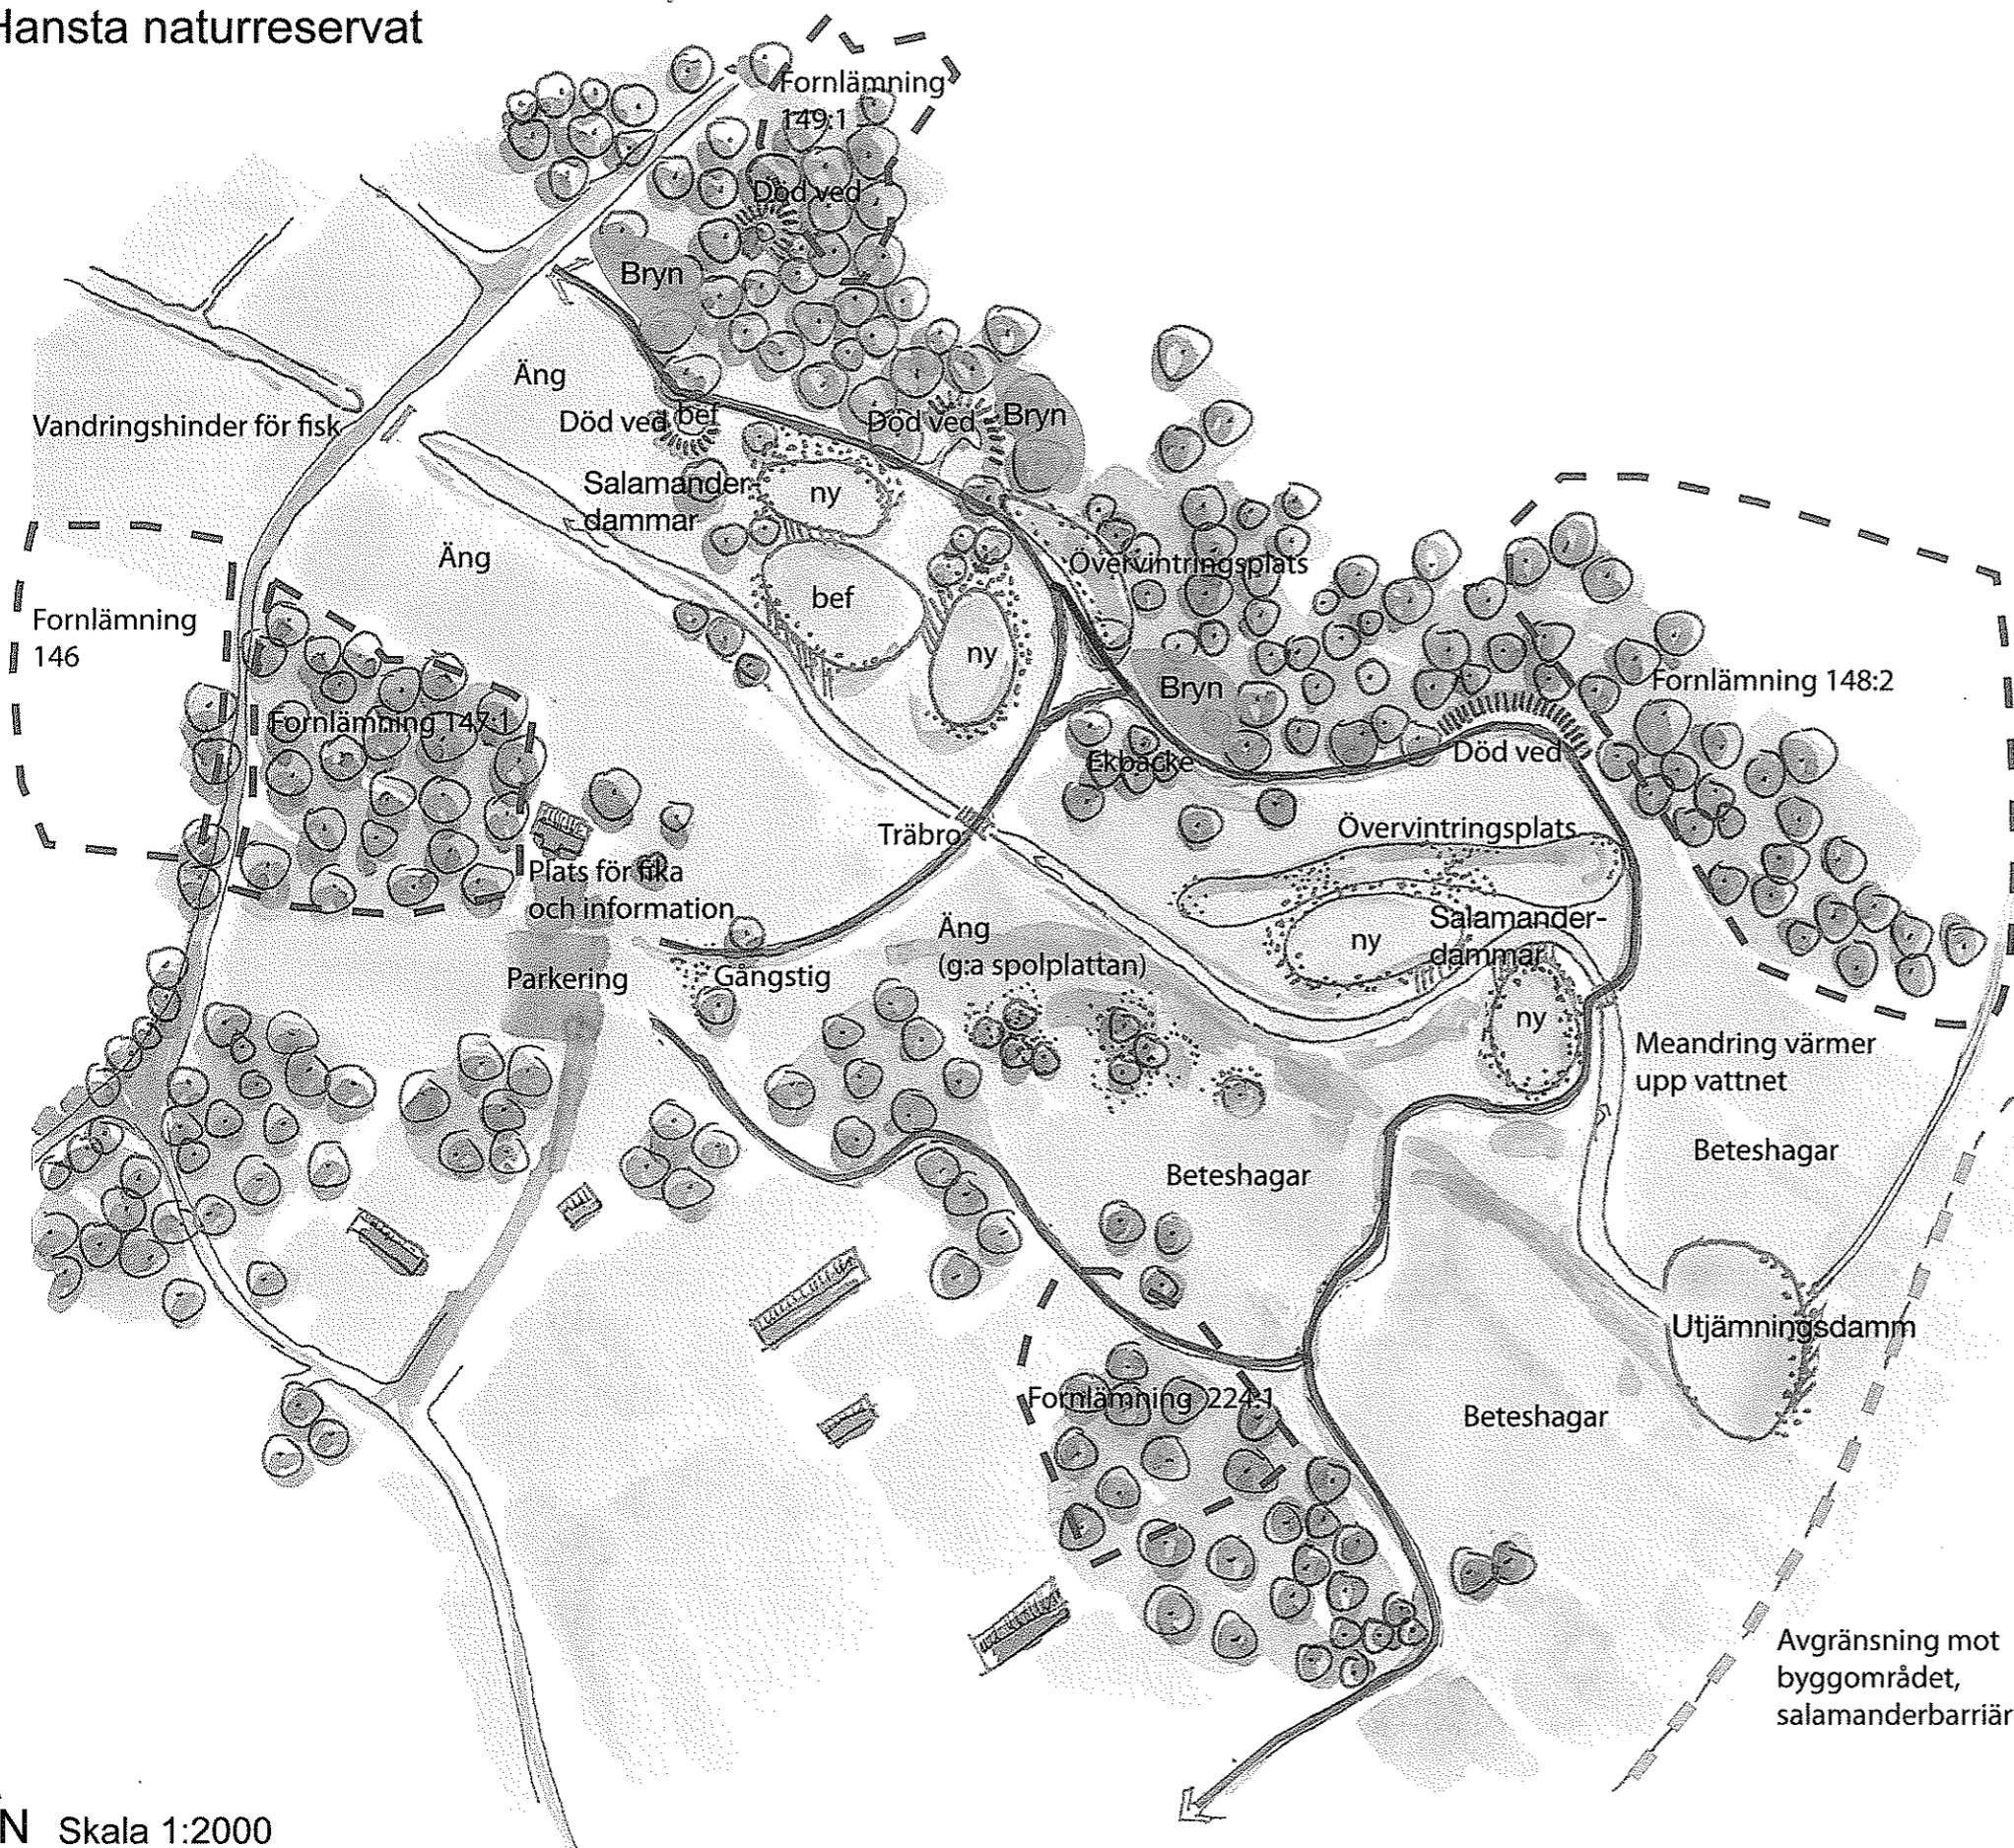 Hansta naturreservat
Fornlämning
149:1
Död ved
Bryn
Äng
Vandringshinder för fisk
Död ved
bef
Död ved
Bryn
Salamander-
dammar
ny
Äng
bef
Övervintringsplats
Fornlämning
146
ny
Bryn
Fornlämning 148:2
Fornlämning 147:1
Ekbacke
Död ved
Träbro
Övervintringsplats
Plats för fika
och information
Äng
(g:a spolplattan)
Salamander-
dammar
ny
Parkering
Gångstig
ny
Meandring värmer
upp vattnet
Beteshagar
Beteshagar
Utjämningsdamm
Fornlämning 224:1
Beteshagar
Avgränsning mot
byggområdet,
salamanderbarriär
N Skala 1:2000